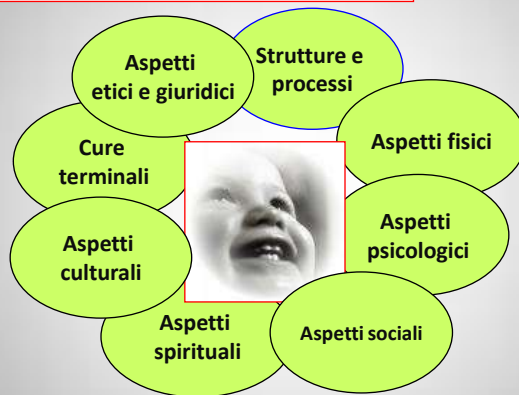 Aspetti
etici e giuridici
Strutture e
processi
Aspetti fisici
Aspetti
psicologici
Aspetti sociali
Aspetti
spirituali
Aspetti
culturali
Cure
terminali